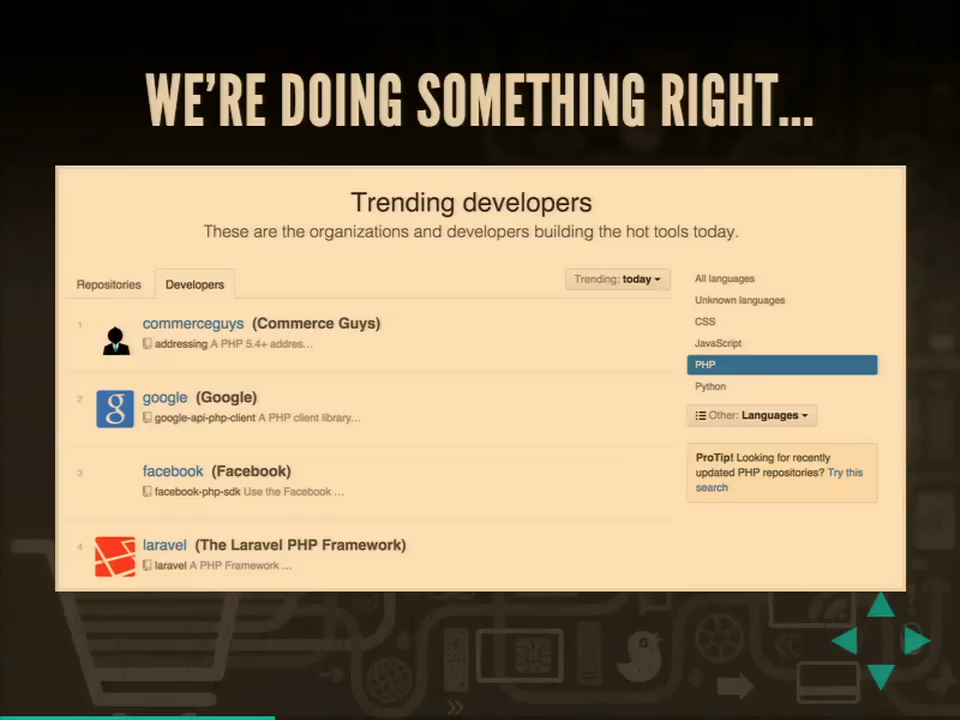 WE'RE DOING SOMETHING RIGHT...
Trending developers
These are the organizations and developers building the hot tools today.
Repositories
Developers
Trending: today
1
commerceguys (Commerce Guys)
addressing A PHP 5.4+ addres...
2
google (Google)
google-api-php-client A PHP client library...
3
facebook (Facebook)
facebook-php-sdk Use the Facebook ...
4
laravel (The Laravel PHP Framework)
laravel A PHP Framework ...
All languages
Unknown languages
CSS
JavaScript
PHP
Python
Other: Languages
ProTip! Looking for recently
updated PHP repositories? Try this
search